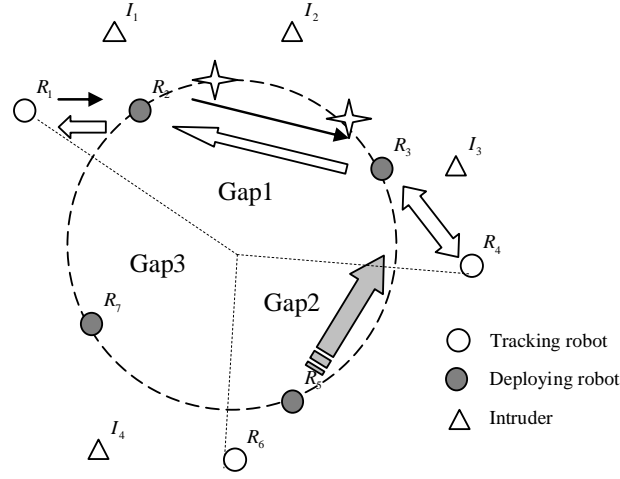 I₁
I₂
R₁
R₂
R₃
I₃
Gap1
R₄
Gap3
Gap2
R₇
Tracking robot
R₅
Deploying robot
I₄
R₆
Intruder